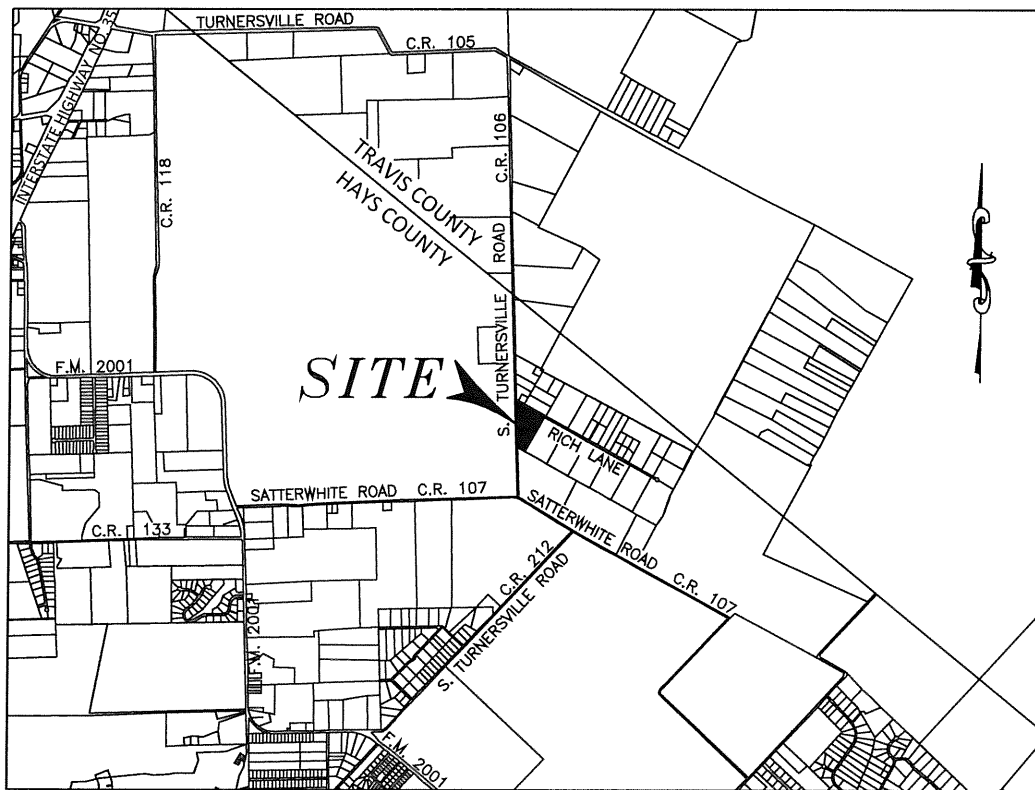 TURNERSVILLE ROAD
C.R. 105
INTERSTATE HIGHWAY NO. 35
C.R. 118
C.R. 106
TRAVIS COUNTY
HAYS COUNTY
S. TURNERSVILLE ROAD
F.M. 2001
SITE
RICH LANE
SATTERWHITE ROAD C.R. 107
C.R. 133
SATTERWHITE ROAD C.R. 107
C.R. 212
S. TURNERSVILLE ROAD
F.M. 2001
F.M. 2001